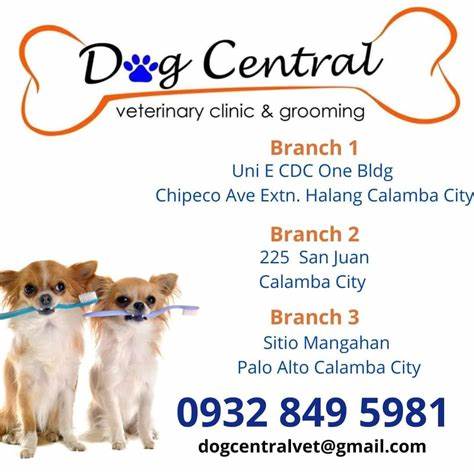 Dog Central
veterinary clinic & grooming
Branch 1
Uni E CDC One Bldg
Chipeco Ave Extn. Halang Calamba City
Branch 2
225 San Juan
Calamba City
Branch 3
Sitio Mangahan
Palo Alto Calamba City
0932 849 5981
dogcentralvet@gmail.com